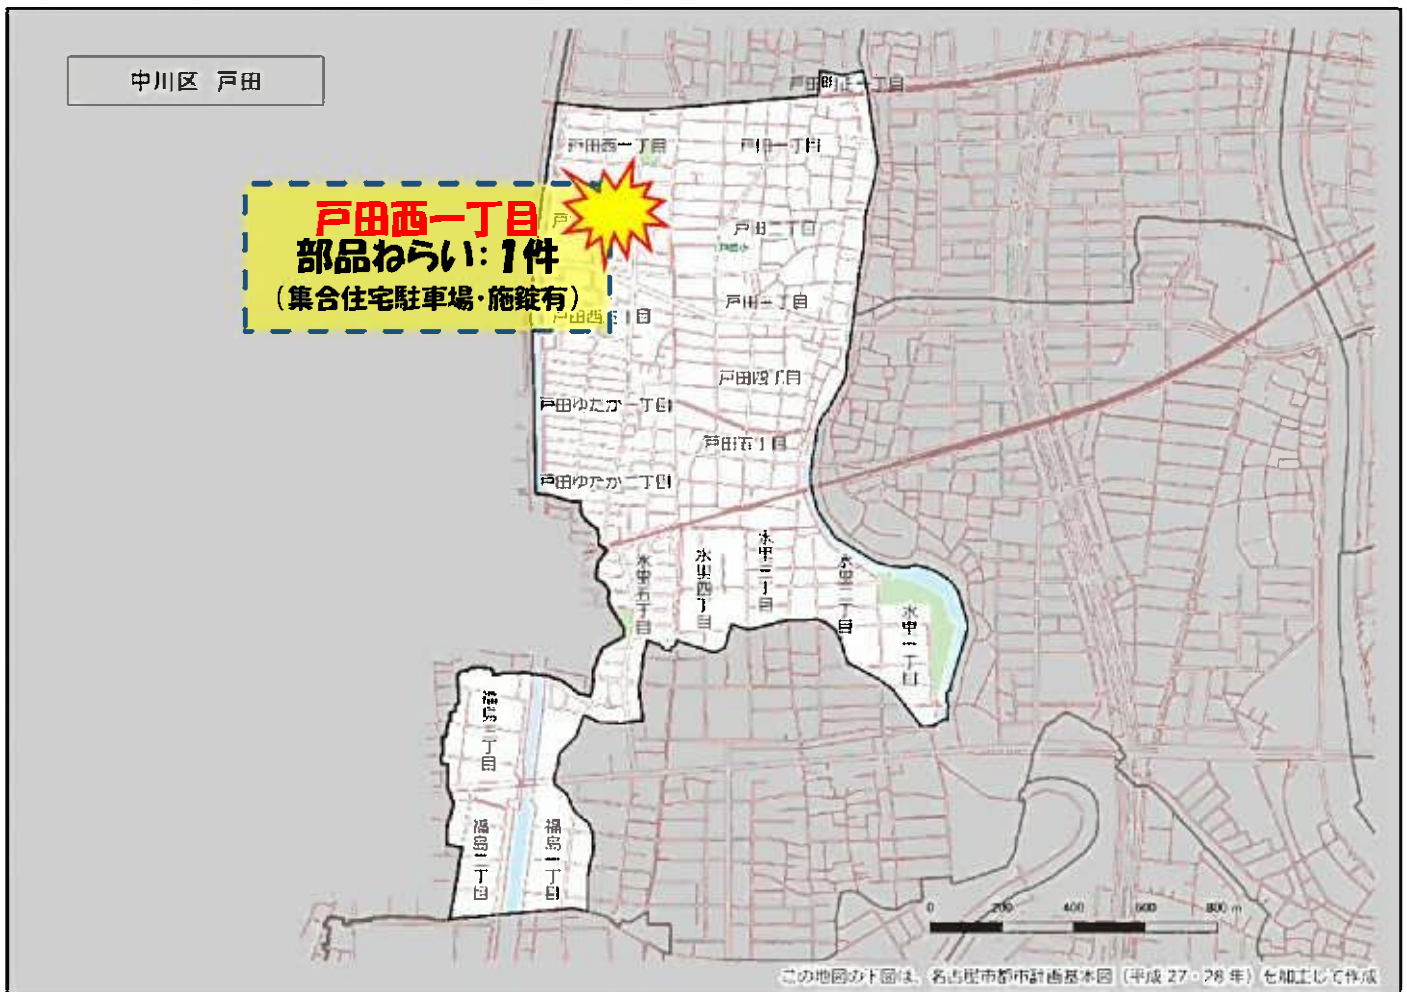 中川区 戸田
戸田明正一丁目
戸田西一丁目
戸田一丁目
戸田西一丁目
部品ねらい：1件
（集合住宅駐車場・施錠有）
戸田二丁目
戸田四丁目
戸田ゆたか一丁目
戸田五丁目
戸田ゆたか二丁目
水里五丁目
水里四丁目
水里三丁目
水里二丁目
水里一丁目
福島三丁目
福島二丁目
福島一丁目
0 200 400 600 800 m
この地図の下図は、名古屋市都市計画基本図（平成 27・28 年）を加工して作成